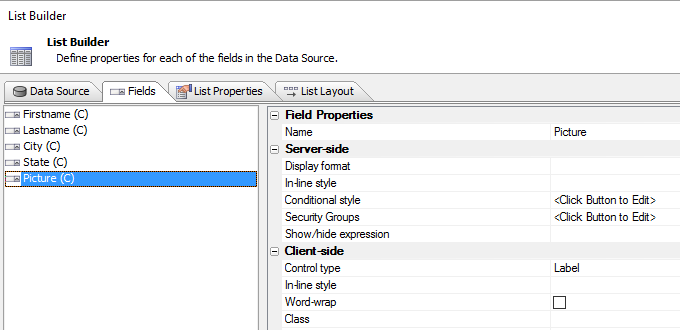 List Builder
List Builder
Define properties for each of the fields in the Data Source.
Data Source Fields List Properties List Layout
Firstname (C)
Lastname (C)
City (C)
State (C)
Picture (C)
Field Properties
Name Picture
Server-side
Display format
In-line style
Conditional style <Click Button to Edit>
Security Groups <Click Button to Edit>
Show/hide expression
Client-side
Control type Label
In-line style
Word-wrap
Class